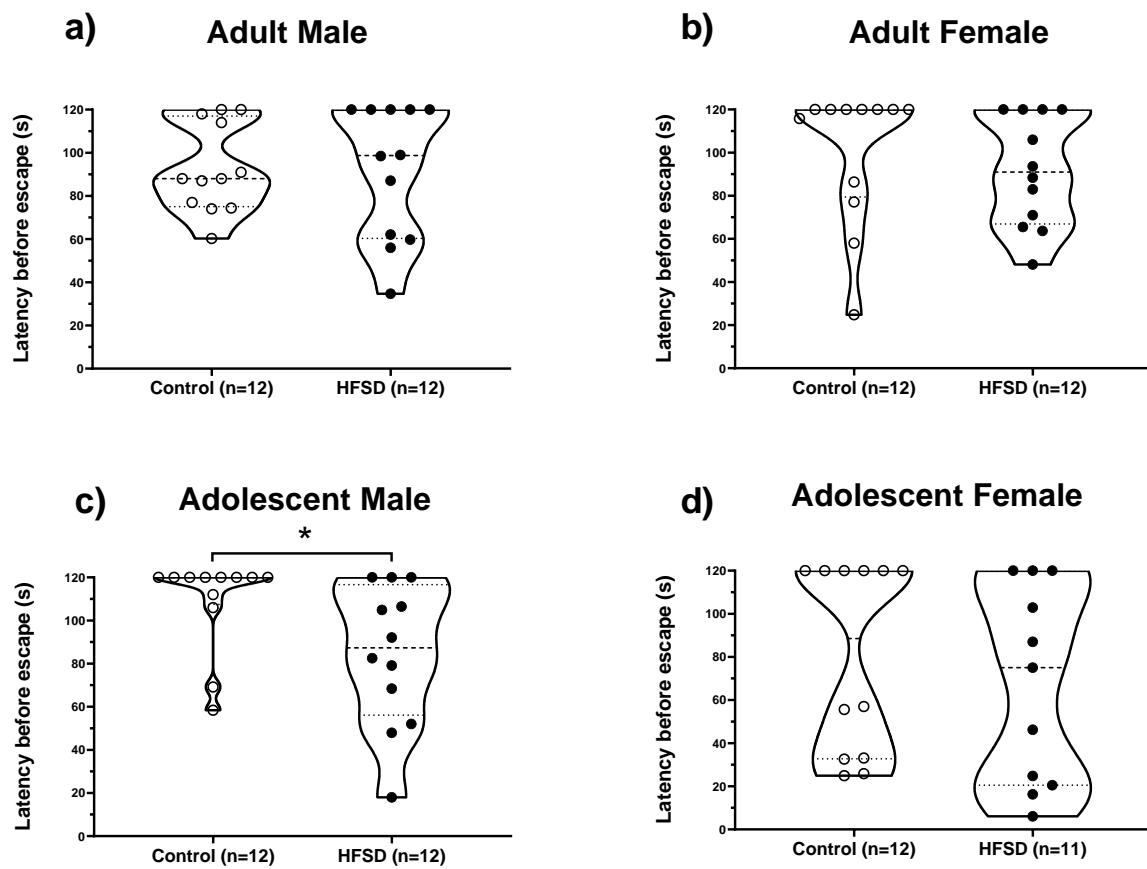 a) Adult Male
Latency before escape (s)
120
100
80
60
40
20
0
Control (n=12) HFSD (n=12)
b) Adult Female
Latency before escape (s)
120
100
80
60
40
20
0
Control (n=12) HFSD (n=12)
c) Adolescent Male
*
Latency before escape (s)
120
100
80
60
40
20
0
Control (n=12) HFSD (n=12)
d) Adolescent Female
Latency before escape (s)
120
100
80
60
40
20
0
Control (n=12) HFSD (n=11)